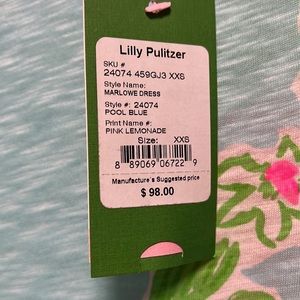 Lilly Pulitzer
SKU #
24074 459GJ3 XXS
Style Name:
MARLOWE DRESS
Style #: 24074
POOL BLUE
Print Name #:
PINK LEMONADE
Size: XXS
8 89069 06722 9
Manufacture's Suggested price
$ 98.00